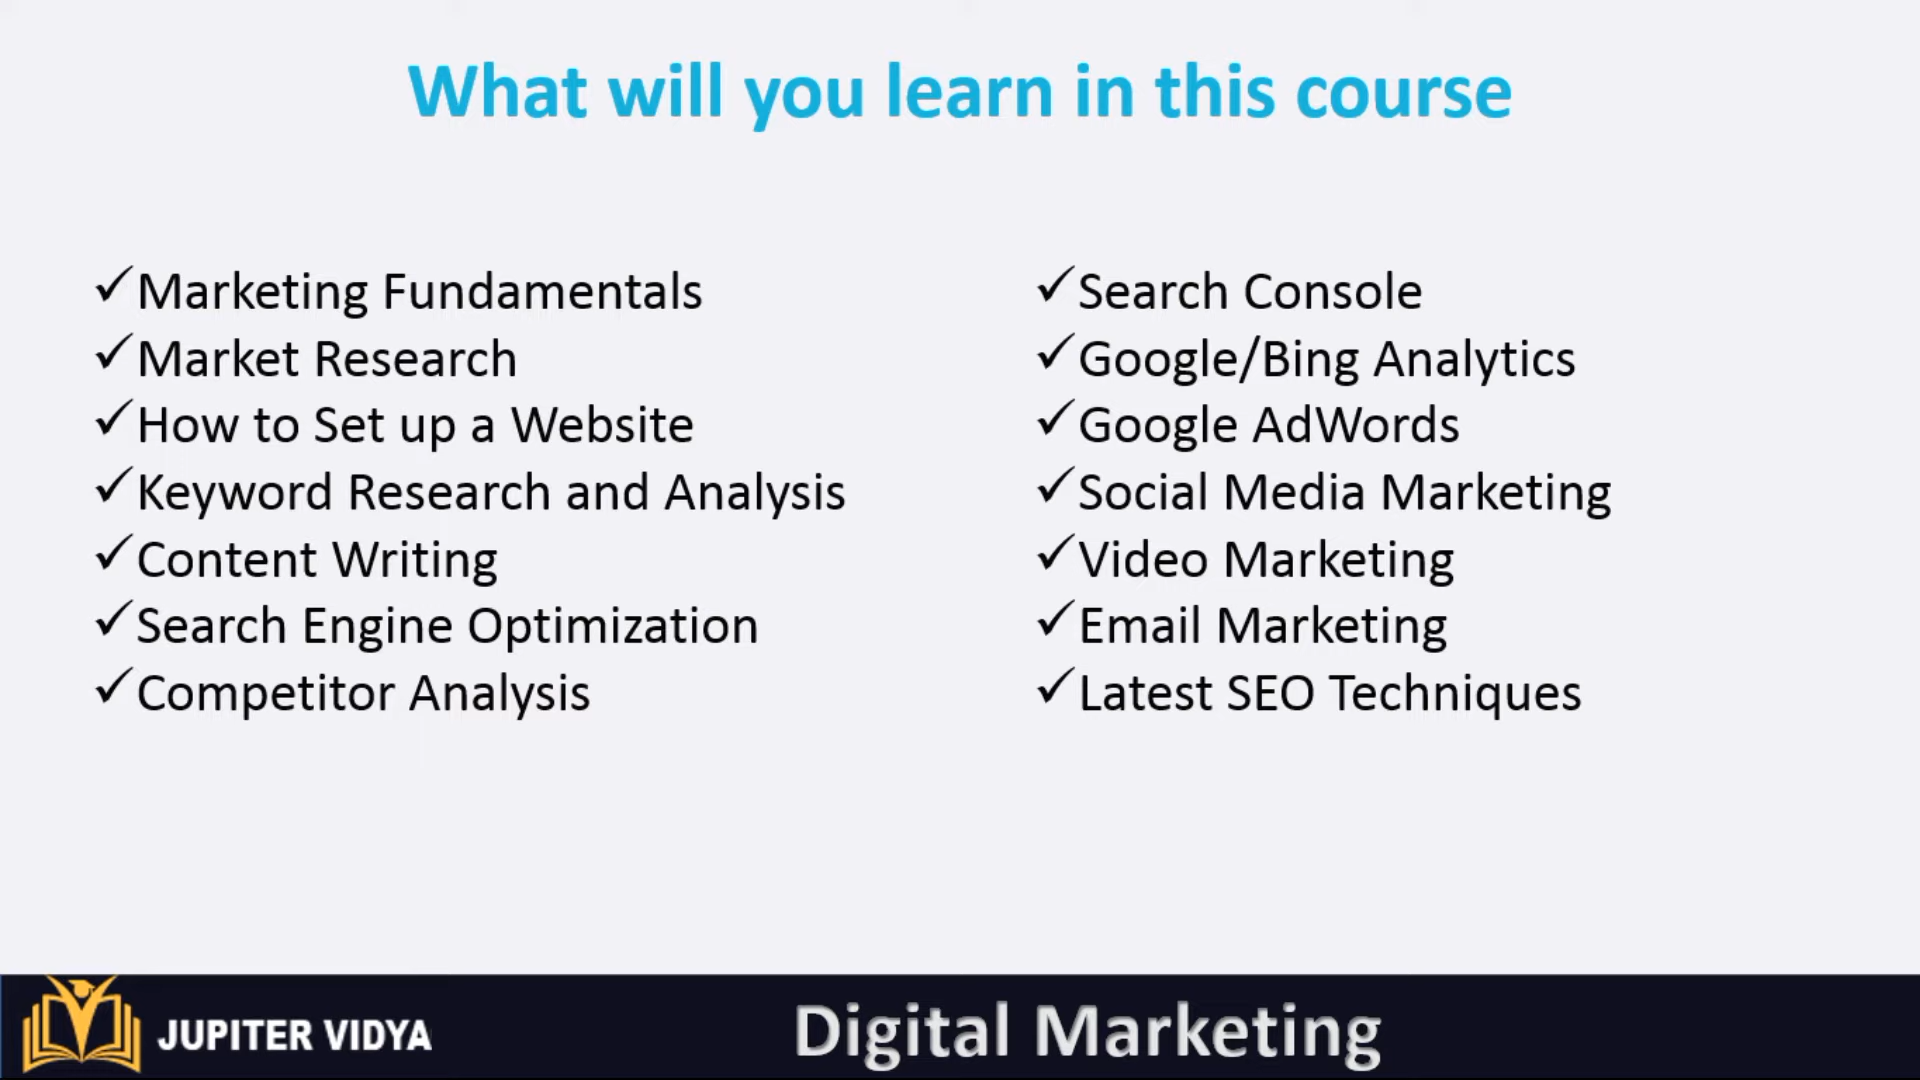 What will you learn in this course
✓Marketing Fundamentals
✓Market Research
✓How to Set up a Website
✓Keyword Research and Analysis
✓Content Writing
✓Search Engine Optimization
✓Competitor Analysis
✓Search Console
✓Google/Bing Analytics
✓Google AdWords
✓Social Media Marketing
✓Video Marketing
✓Email Marketing
✓Latest SEO Techniques
JUPITER VIDYA
Digital Marketing